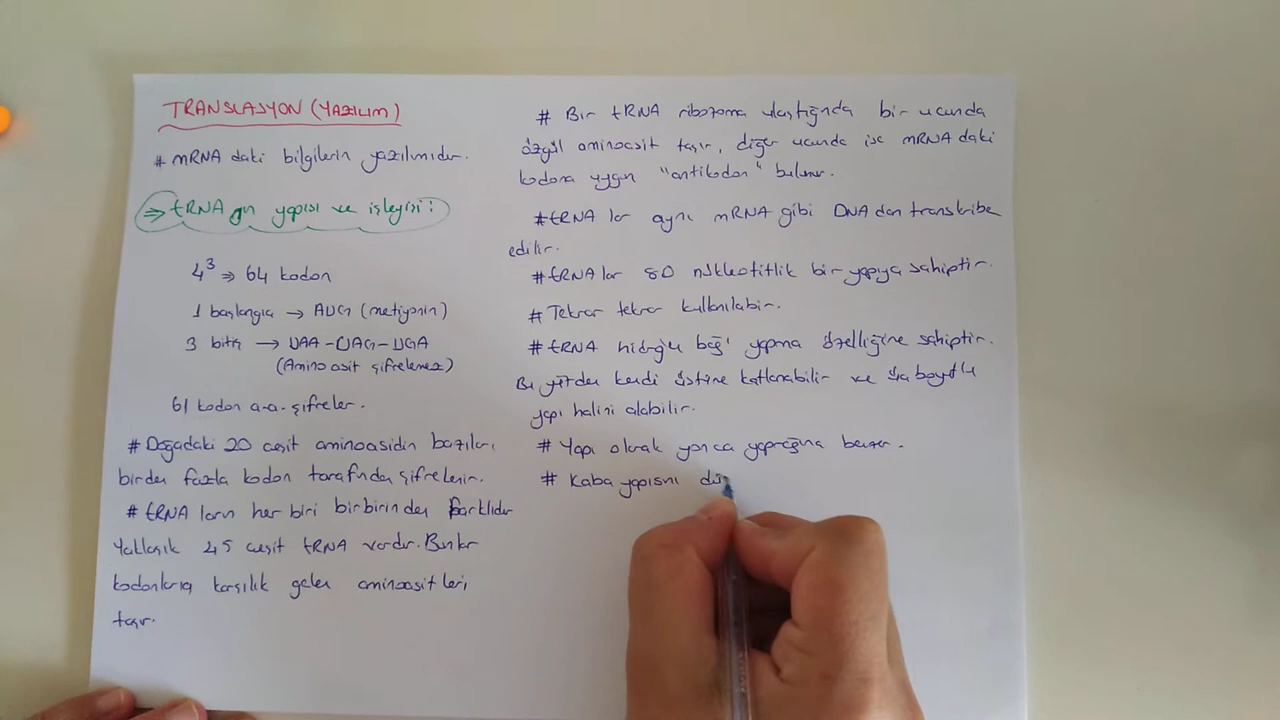 TRANSLASYON (YAZILIM)
# mRNA daki bilgilerin yazılımıdır.
⇒ tRNA nın yapısı ve işleyişi:
4³ ⇒ 64 kodon
1 başlangıç → AUG (metiyonin)
3 bitiş → UAA - UAG - UGA
(Amino asit şifrelemez)
61 kodon a.a. şifreler.
# Doğadaki 20 çeşit aminoasidin bazıları
birden fazla kodon tarafından şifrelenir.
# tRNA ların her biri birbirinden farklıdır
Yaklaşık 45 çeşit tRNA vardır. Bunlar
kodonlara karşılık gelen aminoasitleri
taşır.
# Bir tRNA ribozoma ulaştığında bir ucunda
özgül aminoasit taşır, diğer ucunda ise mRNA daki
kodona uygun "antikodon" bulunur.
# tRNA lar aynı mRNA gibi DNA dan transkribe
edilir.
# tRNA lar 80 nükleotitlik bir yapıya sahiptir.
# Tekrar tekrar kullanılabilir.
# tRNA hidrojen bağı yapma özelliğine sahiptir.
Bu yüzden kendi üstüne katlanabilir ve üç boyutlu
yapı halini alabilir.
# Yapı olarak yonca yaprağına benzer.
# Kaba yapısını dü